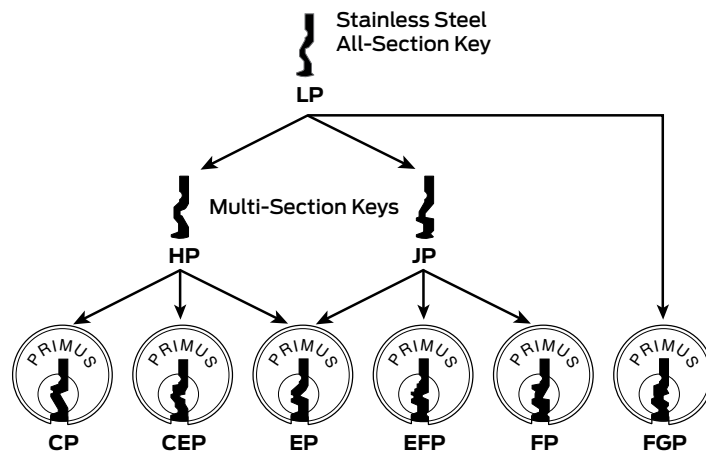 Stainless Steel
All-Section Key
LP
Multi-Section Keys
HP
JP
PRIMUS
PRIMUS
PRIMUS
PRIMUS
PRIMUS
PRIMUS
CP
CEP
EP
EFP
FP
FGP